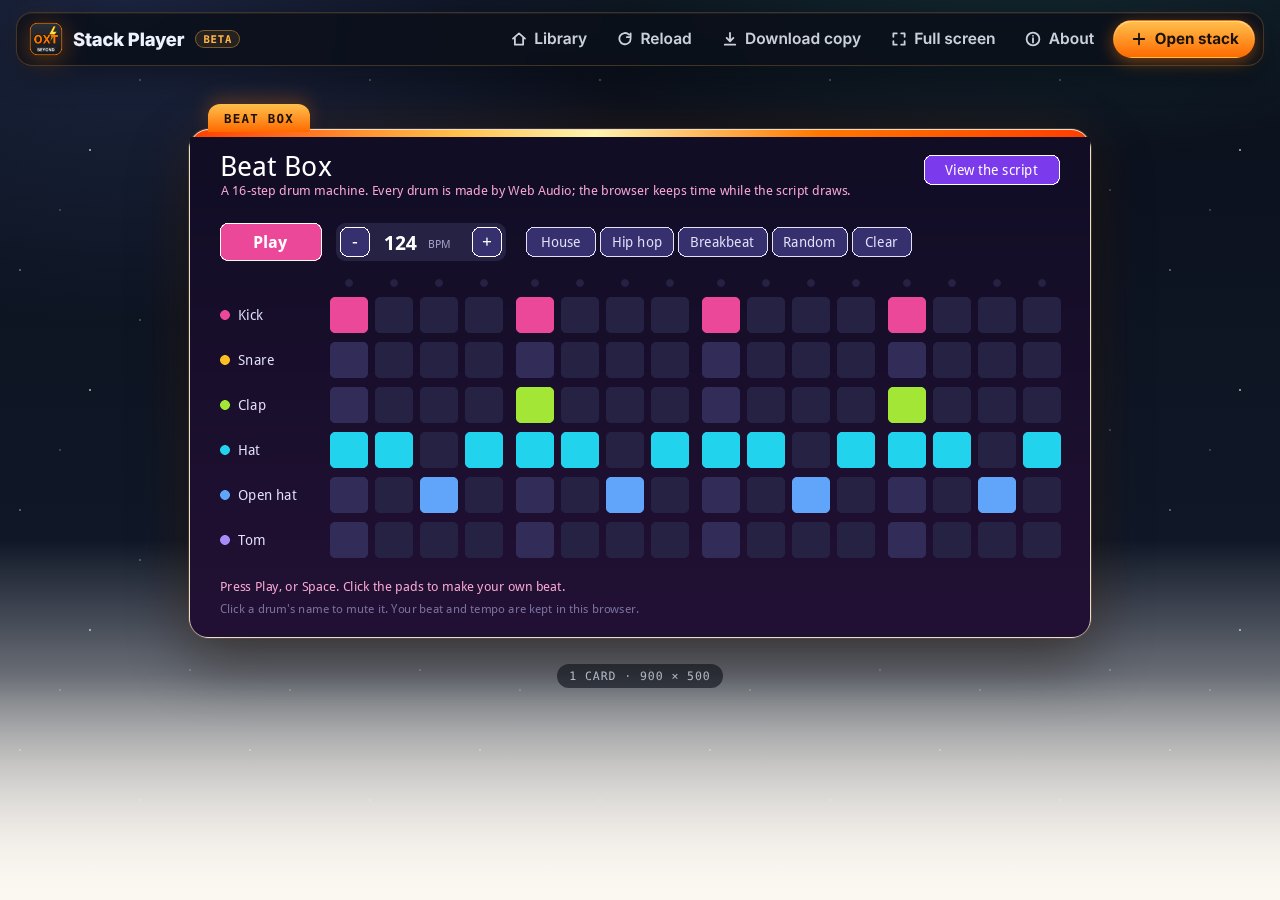 OXT
BEYOND
Stack Player
BETA
Library
Reload
Download copy
Full screen
About
+ Open stack
BEAT BOX
Beat Box
A 16-step drum machine. Every drum is made by Web Audio; the browser keeps time while the script draws.
View the script
Play
-
124 BPM
+
House
Hip hop
Breakbeat
Random
Clear
Kick
Snare
Clap
Hat
Open hat
Tom
Press Play, or Space. Click the pads to make your own beat.
Click a drum's name to mute it. Your beat and tempo are kept in this browser.
1 CARD · 900 × 500